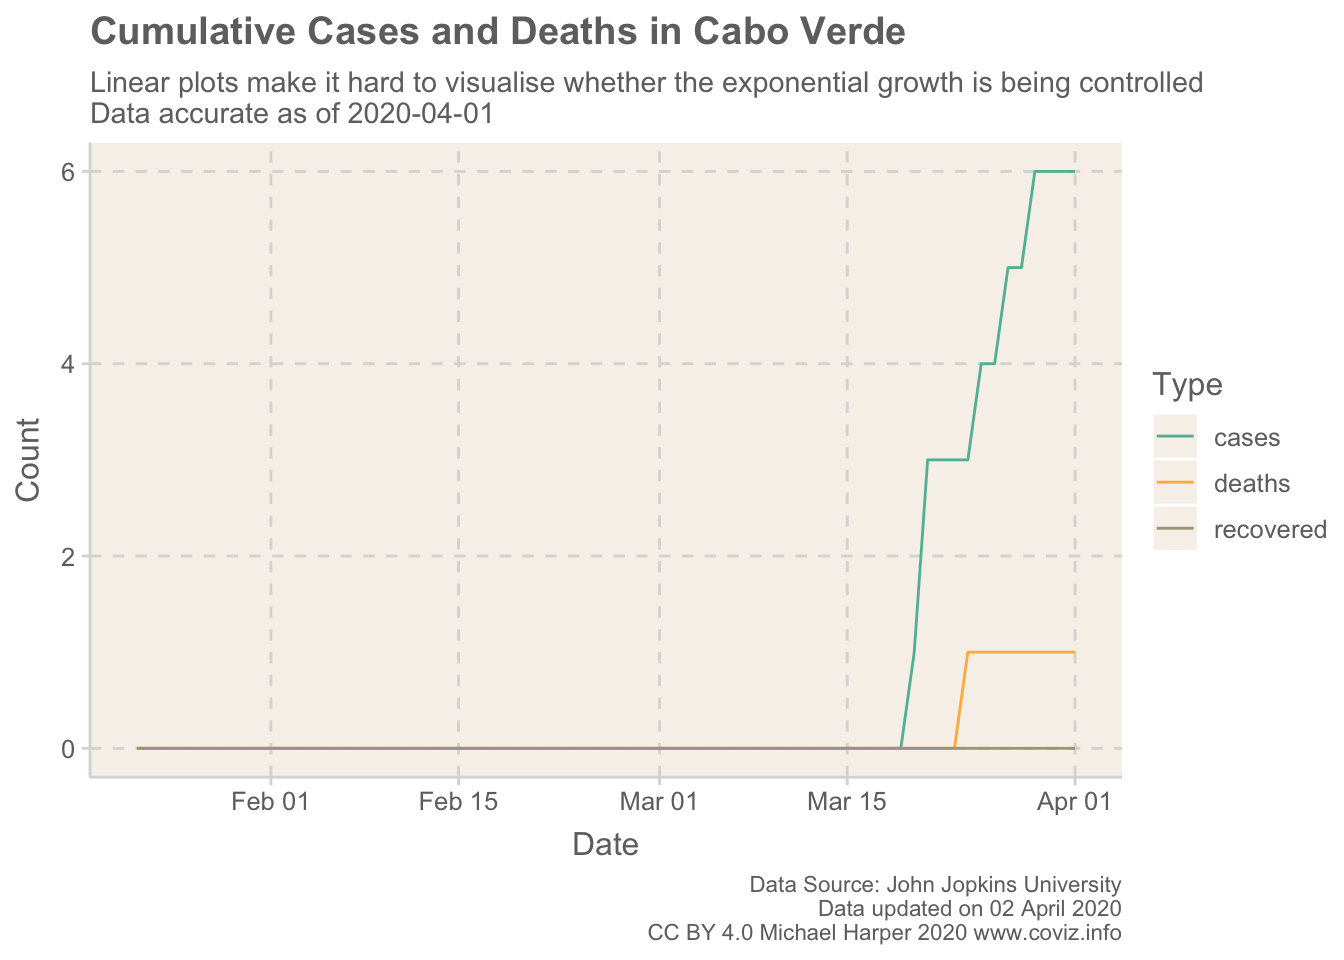 Cumulative Cases and Deaths in Cabo Verde
Linear plots make it hard to visualise whether the exponential growth is being controlled
Data accurate as of 2020-04-01
6
4
2
0
Count
Feb 01
Feb 15
Mar 01
Mar 15
Apr 01
Date
Type
cases
deaths
recovered
Data Source: John Jopkins University
Data updated on 02 April 2020
CC BY 4.0 Michael Harper 2020 www.coviz.info